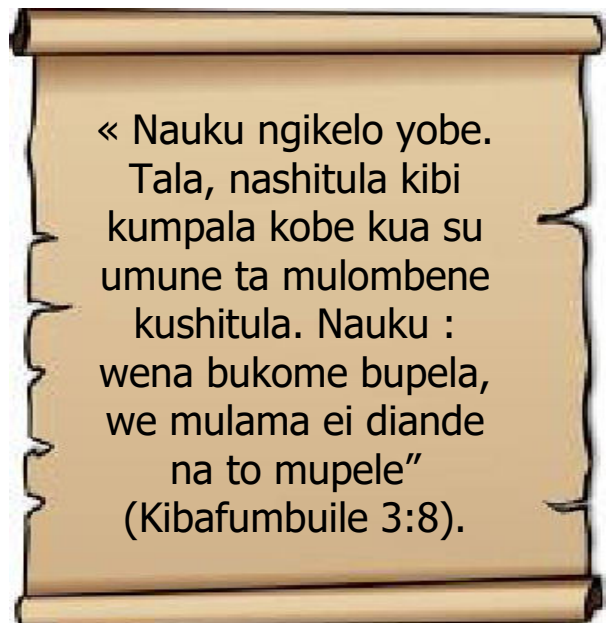 « Nauku ngikelo yobe.
Tala, nashitula kibi
kumpala kobe kua su
umune ta mulombene
kushitula. Nauku :
wena bukome bupela,
we mulama ei diande
na to mupele”
(Kibafumbuile 3:8).